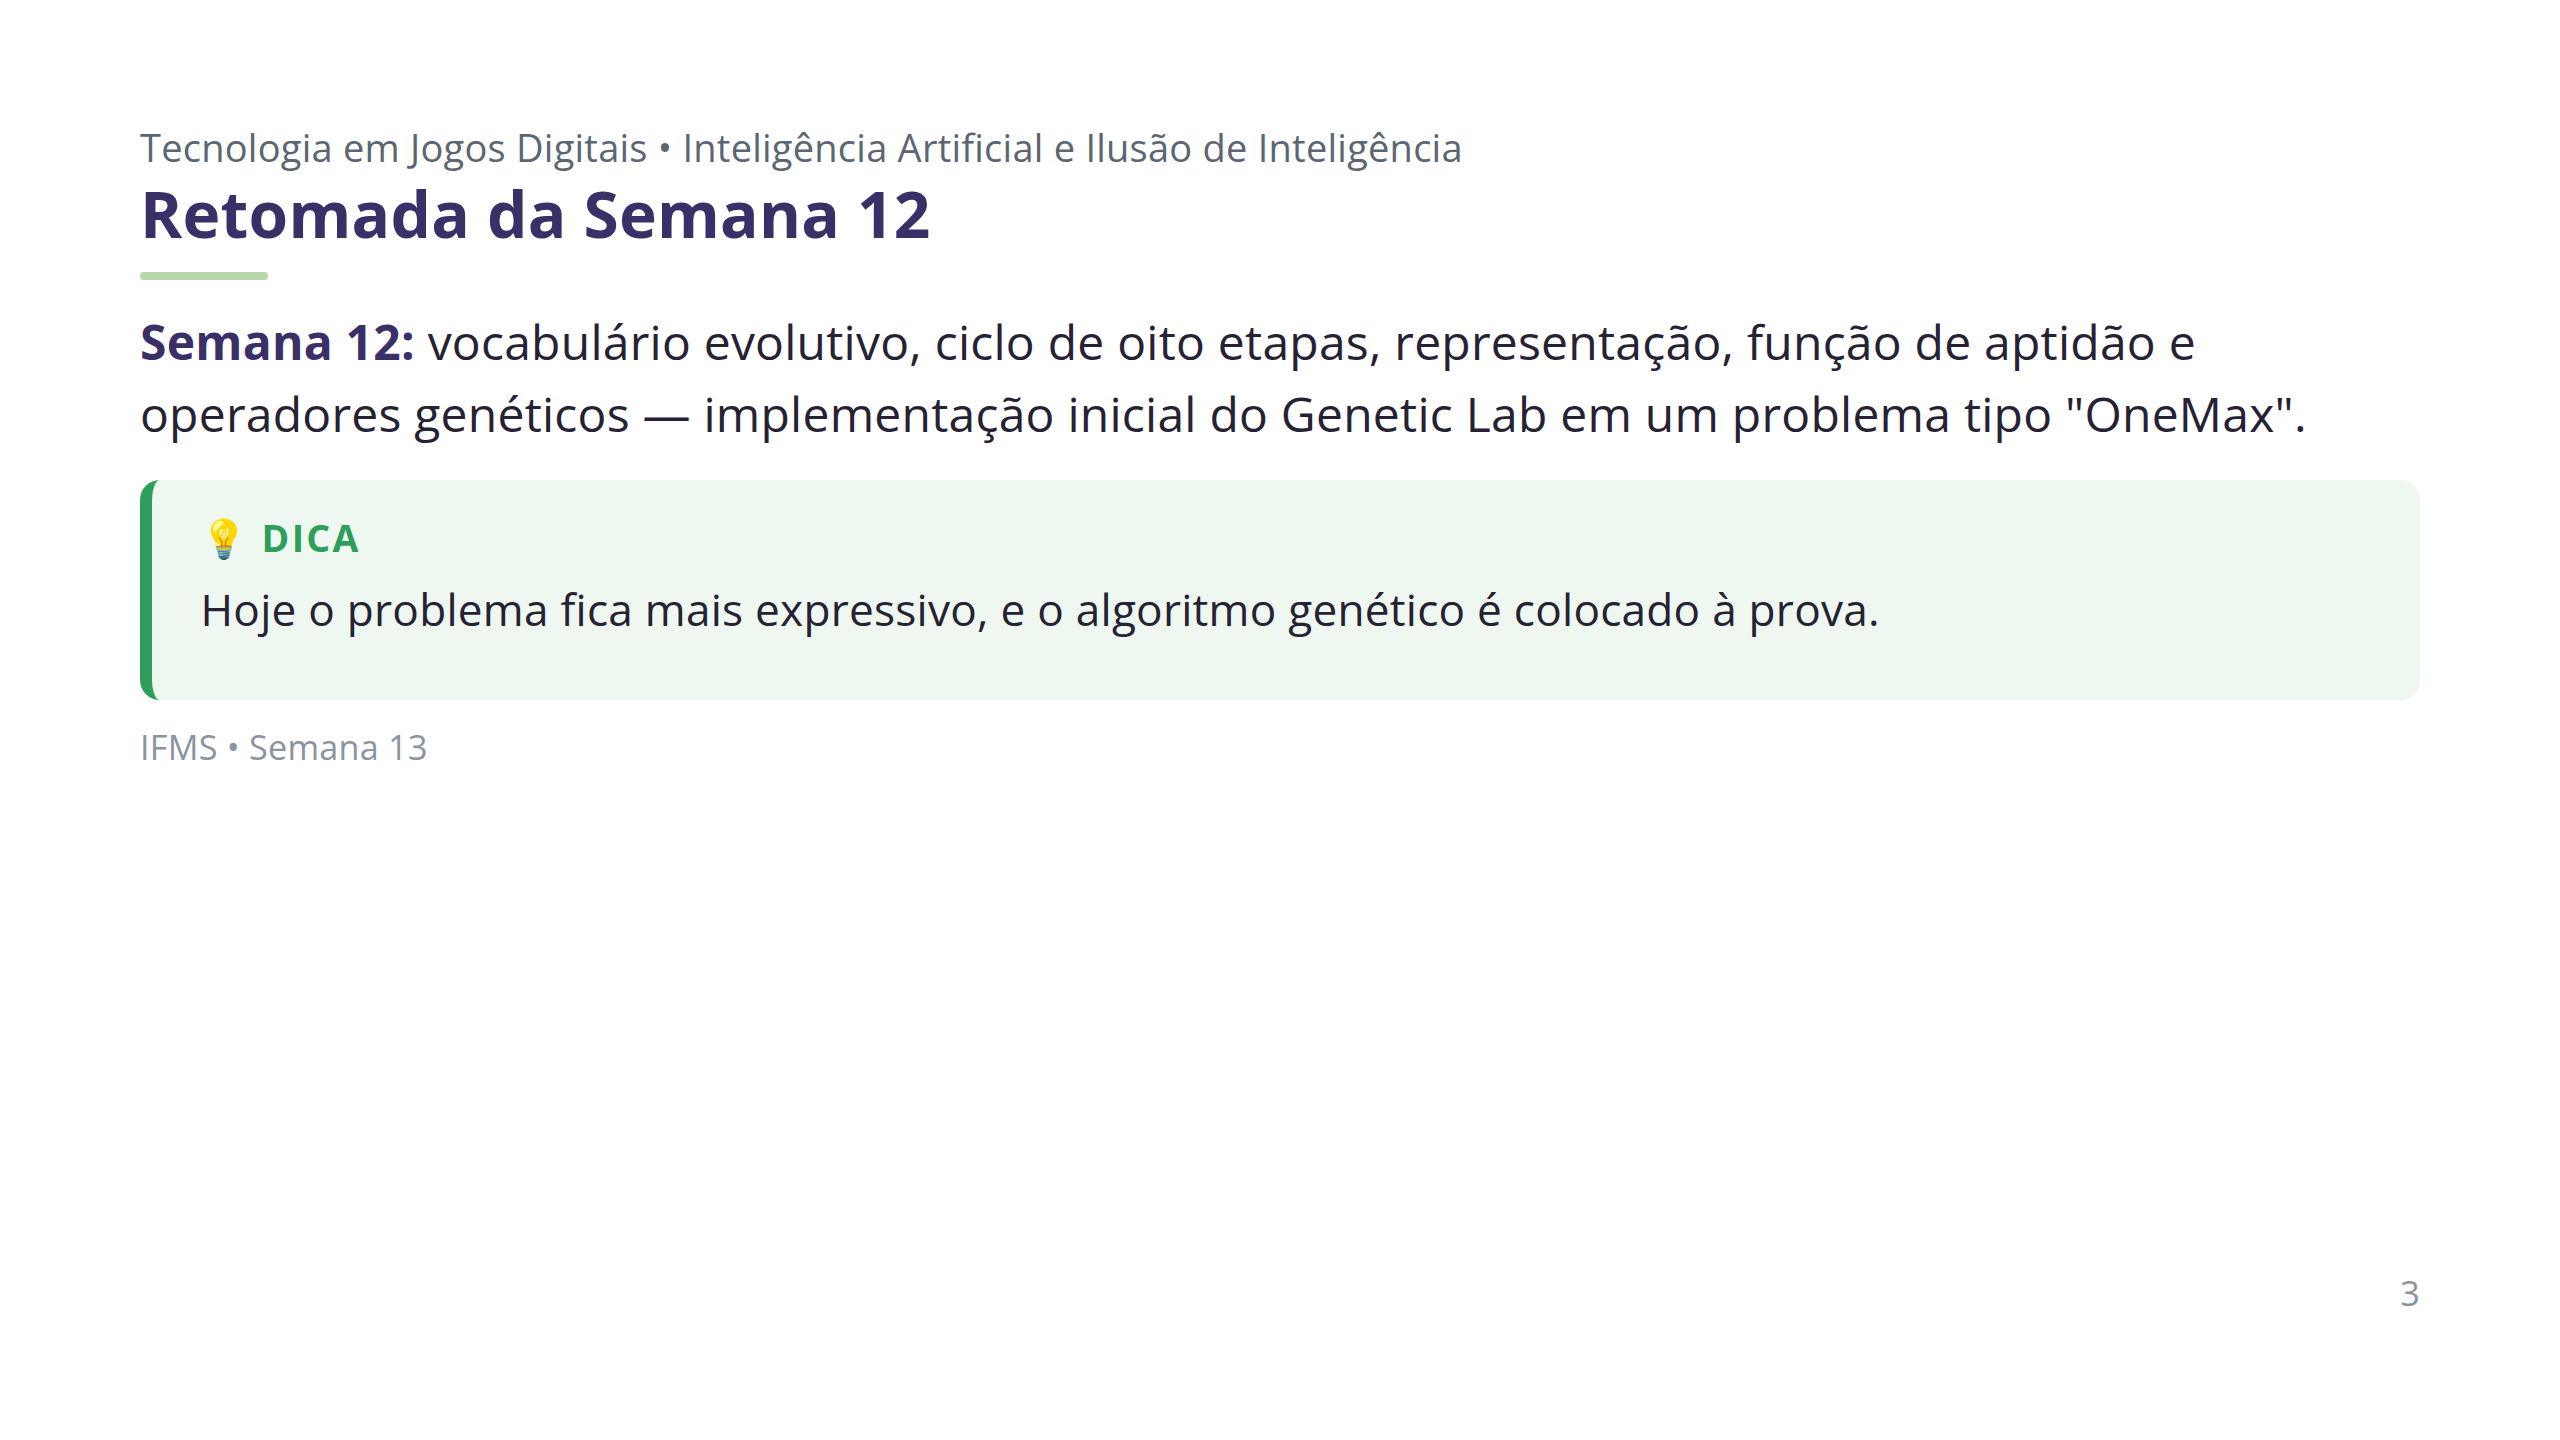 Tecnologia em Jogos Digitais • Inteligência Artificial e Ilusão de Inteligência
Retomada da Semana 12
Semana 12: vocabulário evolutivo, ciclo de oito etapas, representação, função de aptidão e
operadores genéticos — implementação inicial do Genetic Lab em um problema tipo "OneMax".
💡 DICA
Hoje o problema fica mais expressivo, e o algoritmo genético é colocado à prova.
IFMS • Semana 13
3